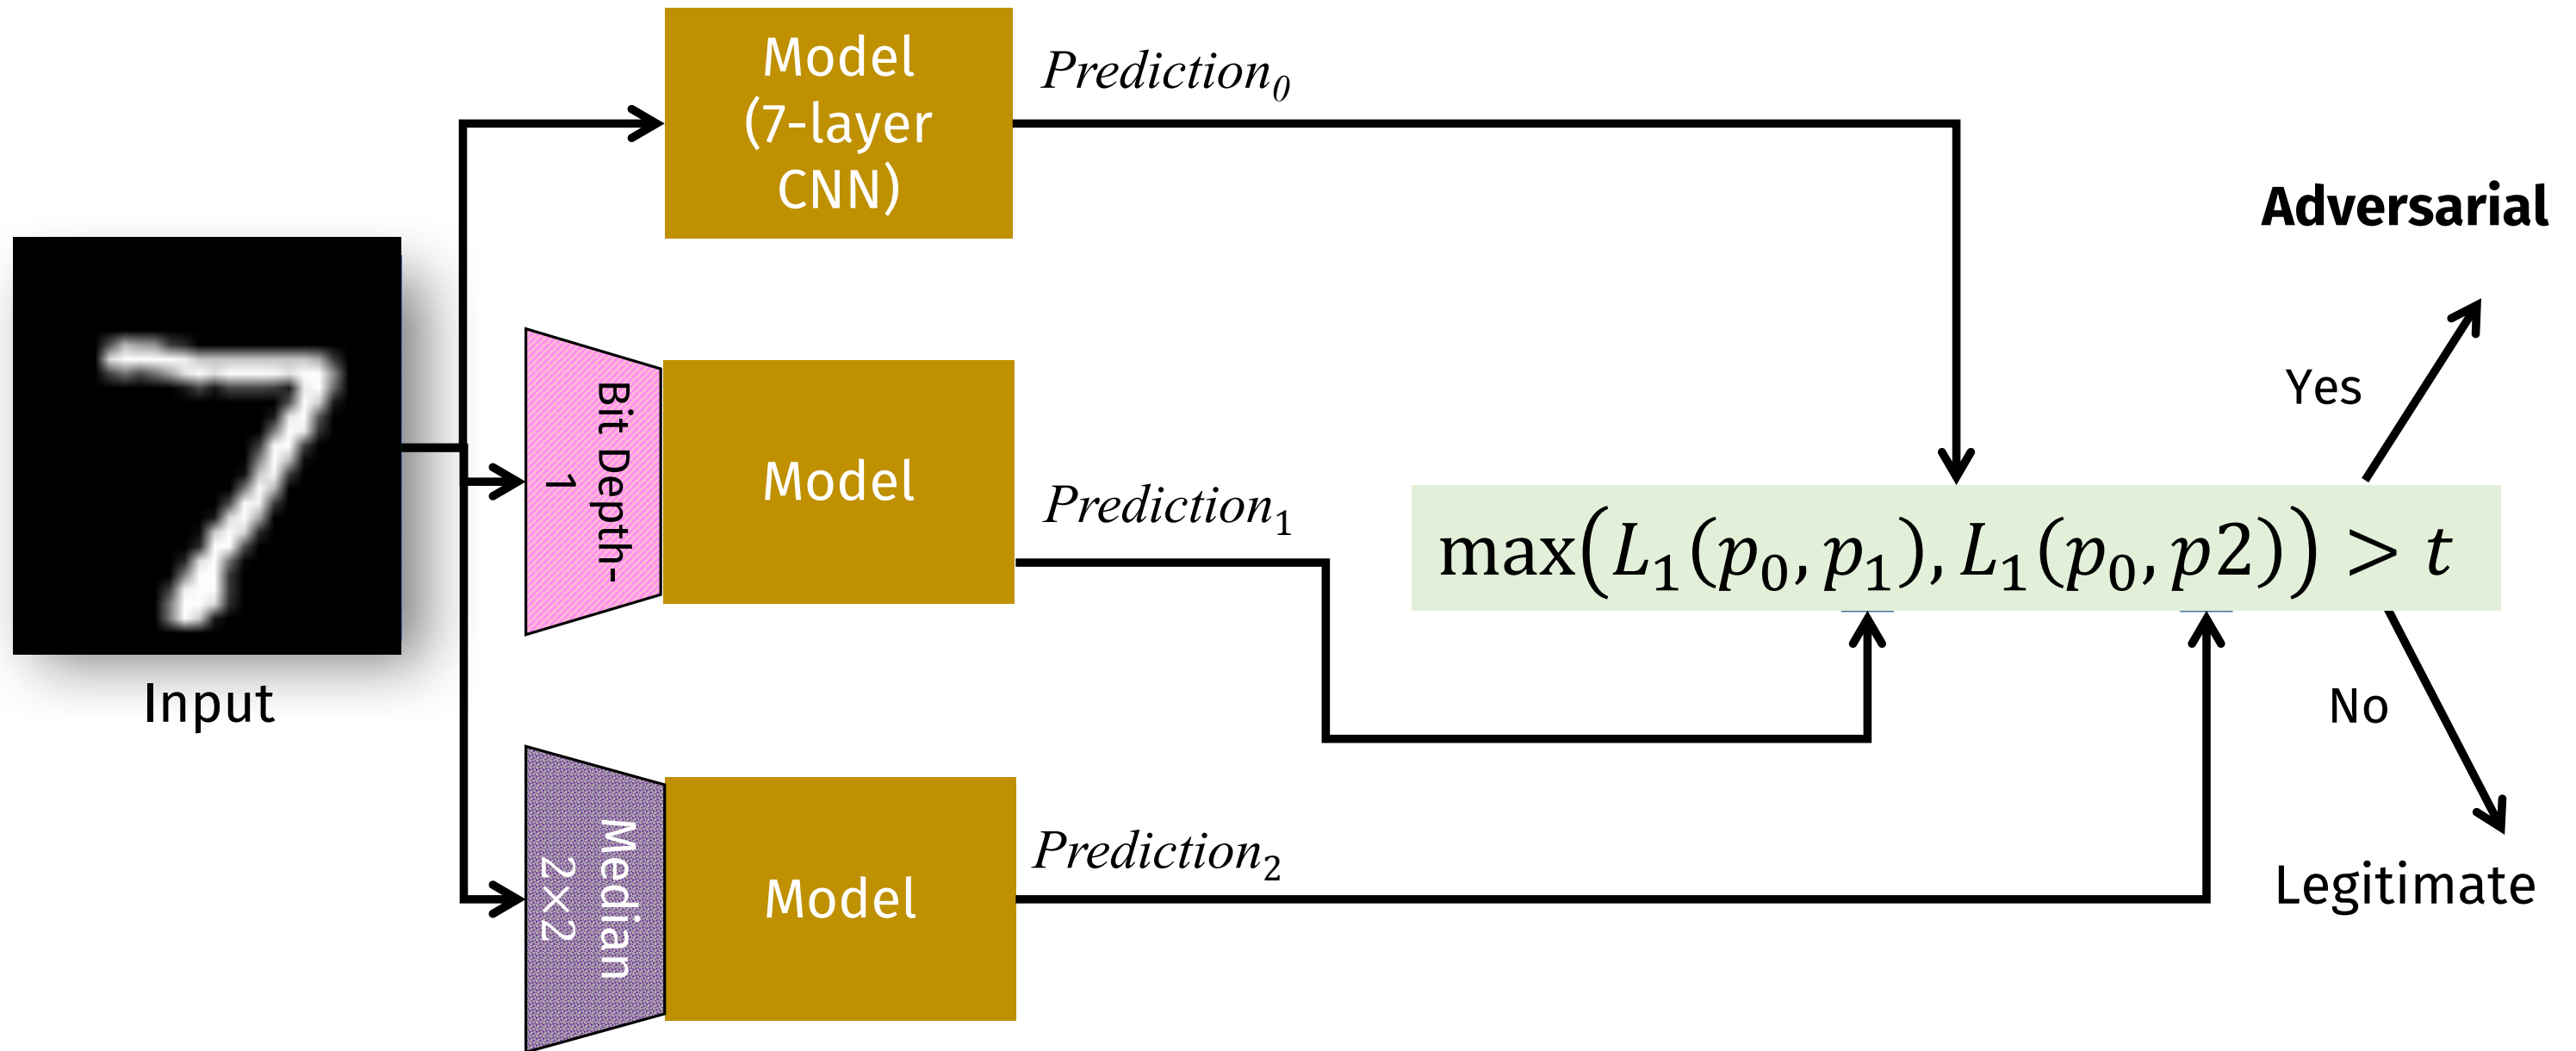 Model
(7-layer
CNN)
Prediction₀
Adversarial
Yes
Bit Depth-
1
Model
Prediction₁
max(L₁(p₀, p₁), L₁(p₀, p2)) > t
7
Input
No
Median
2×2
Model
Prediction₂
Legitimate